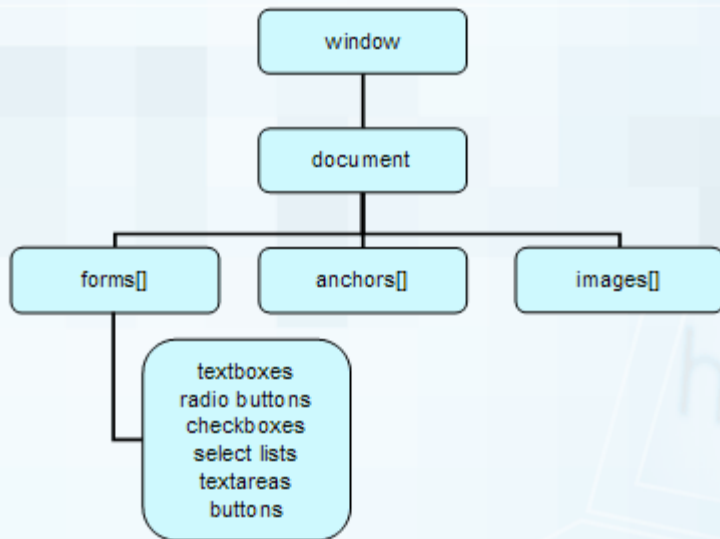 window
document
forms[]
anchors[]
images[]
textboxes
radio buttons
checkboxes
select lists
textareas
buttons
h